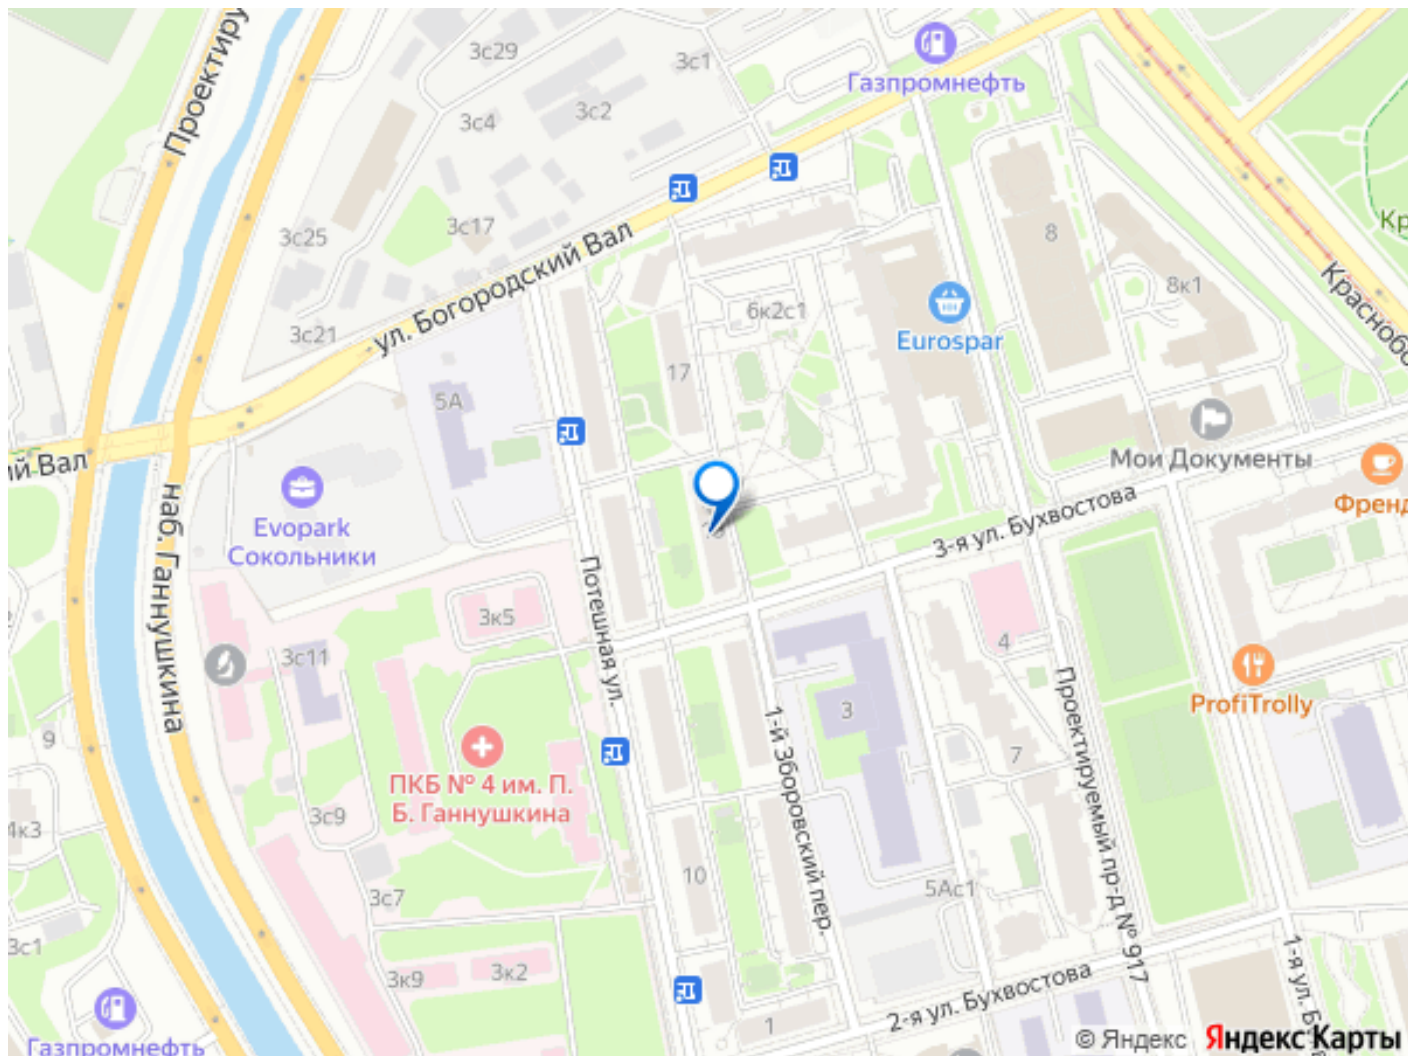 Проектиру
3с29
3с1
3с4
3с2
Газпромнефть
3с25
3с17
3с21
ул. Богородский Вал
8
8к1
Кр
Красноб
6к2с1
Eurospar
17
5А
ий Вал
Мои Документы
Френд
Evopark
Сокольники
3-я ул. Бухвостова
наб. Ганнушкина
Потешная ул.
3к5
3с11
4
3
7
ProfiTrolly
9
ПКБ № 4 им. П.
Б. Ганнушкина
1-й Зборовский пер.
Проектируемый пр-д № 917
4к3
3с9
3с7
10
5Ас1
3с1
3к9
3к2
2-я ул. Бухвостова
1-я ул. Б
1
Газпромнефть
© Яндекс Яндекс Карты